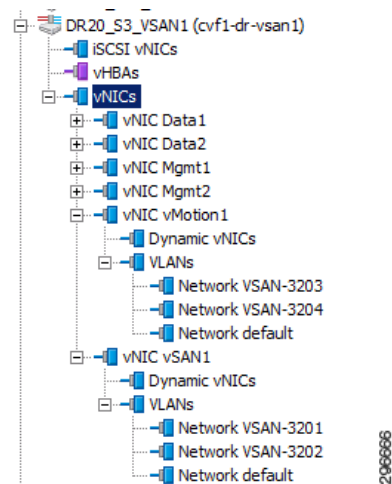 DR20_S3_VSAN1 (cvf1-dr-vsan1)
iSCSI vNICs
vHBAs
vNICs
vNIC Data1
vNIC Data2
vNIC Mgmt1
vNIC Mgmt2
vNIC vMotion1
Dynamic vNICs
VLANs
Network VSAN-3203
Network VSAN-3204
Network default
vNIC vSAN1
Dynamic vNICs
VLANs
Network VSAN-3201
Network VSAN-3202
Network default
296666